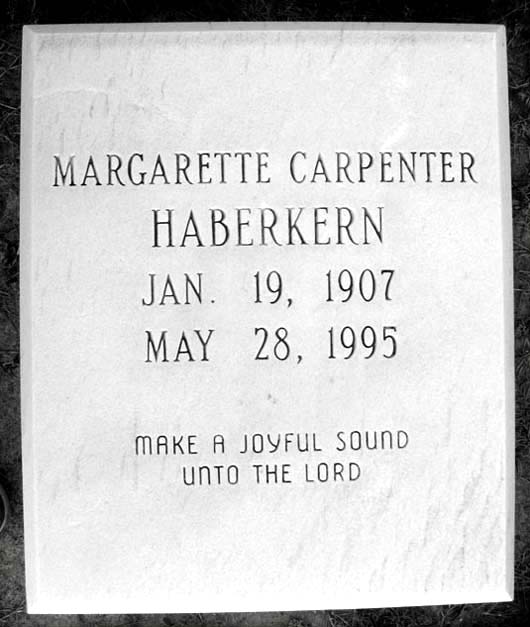 MARGARETTE CARPENTER
HABERKERN
JAN. 19, 1907
MAY 28, 1995
MAKE A JOYFUL SOUND
UNTO THE LORD